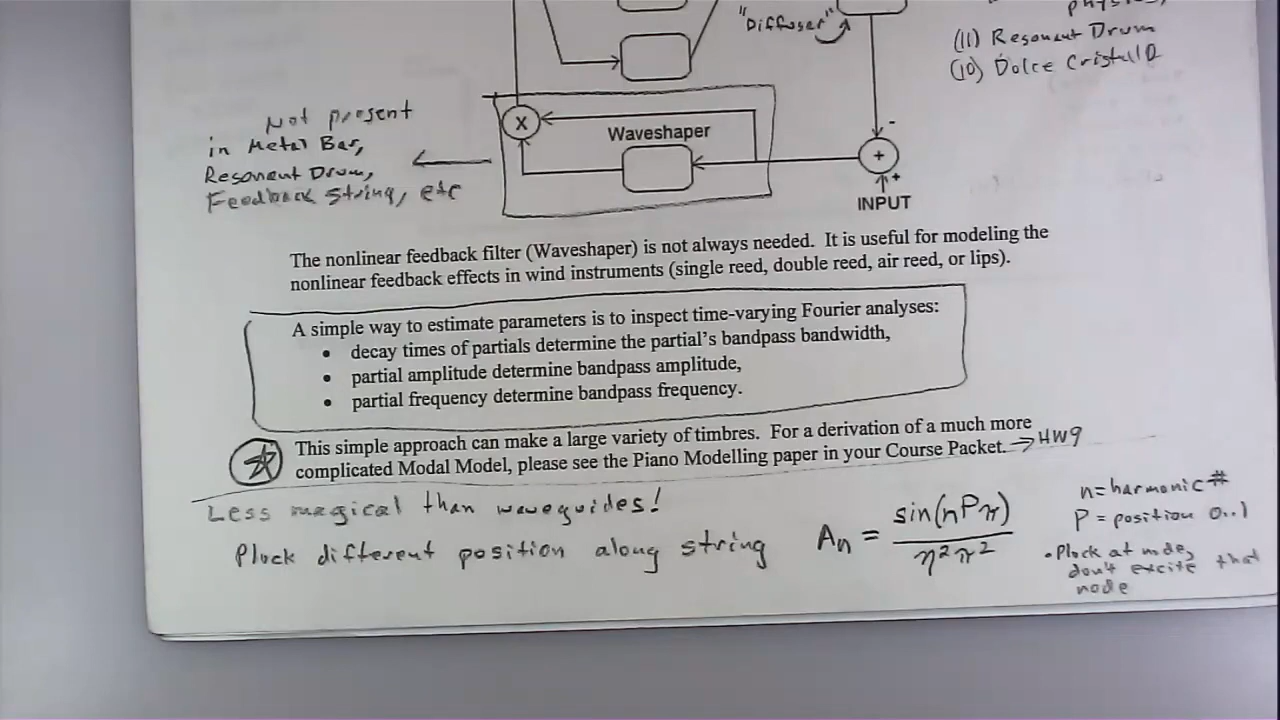 "Diffuser"
(11) Resonant Drum
(10) Dolce Cristallo
Not present
in Metal Bar,
Resonant Drum,
Feedback String, etc
X
Waveshaper
-
+
+
INPUT
The nonlinear feedback filter (Waveshaper) is not always needed. It is useful for modeling the
nonlinear feedback effects in wind instruments (single reed, double reed, air reed, or lips).
A simple way to estimate parameters is to inspect time-varying Fourier analyses:
• decay times of partials determine the partial's bandpass bandwidth,
• partial amplitude determine bandpass amplitude,
• partial frequency determine bandpass frequency.
This simple approach can make a large variety of timbres. For a derivation of a much more
complicated Modal Model, please see the Piano Modelling paper in your Course Packet. → HW9
Less magical than waveguides!
Pluck different position along string
An = sin(nPπ) / n²π²
n = harmonic #
P = position 0..1
• Pluck at node,
don't excite that
node